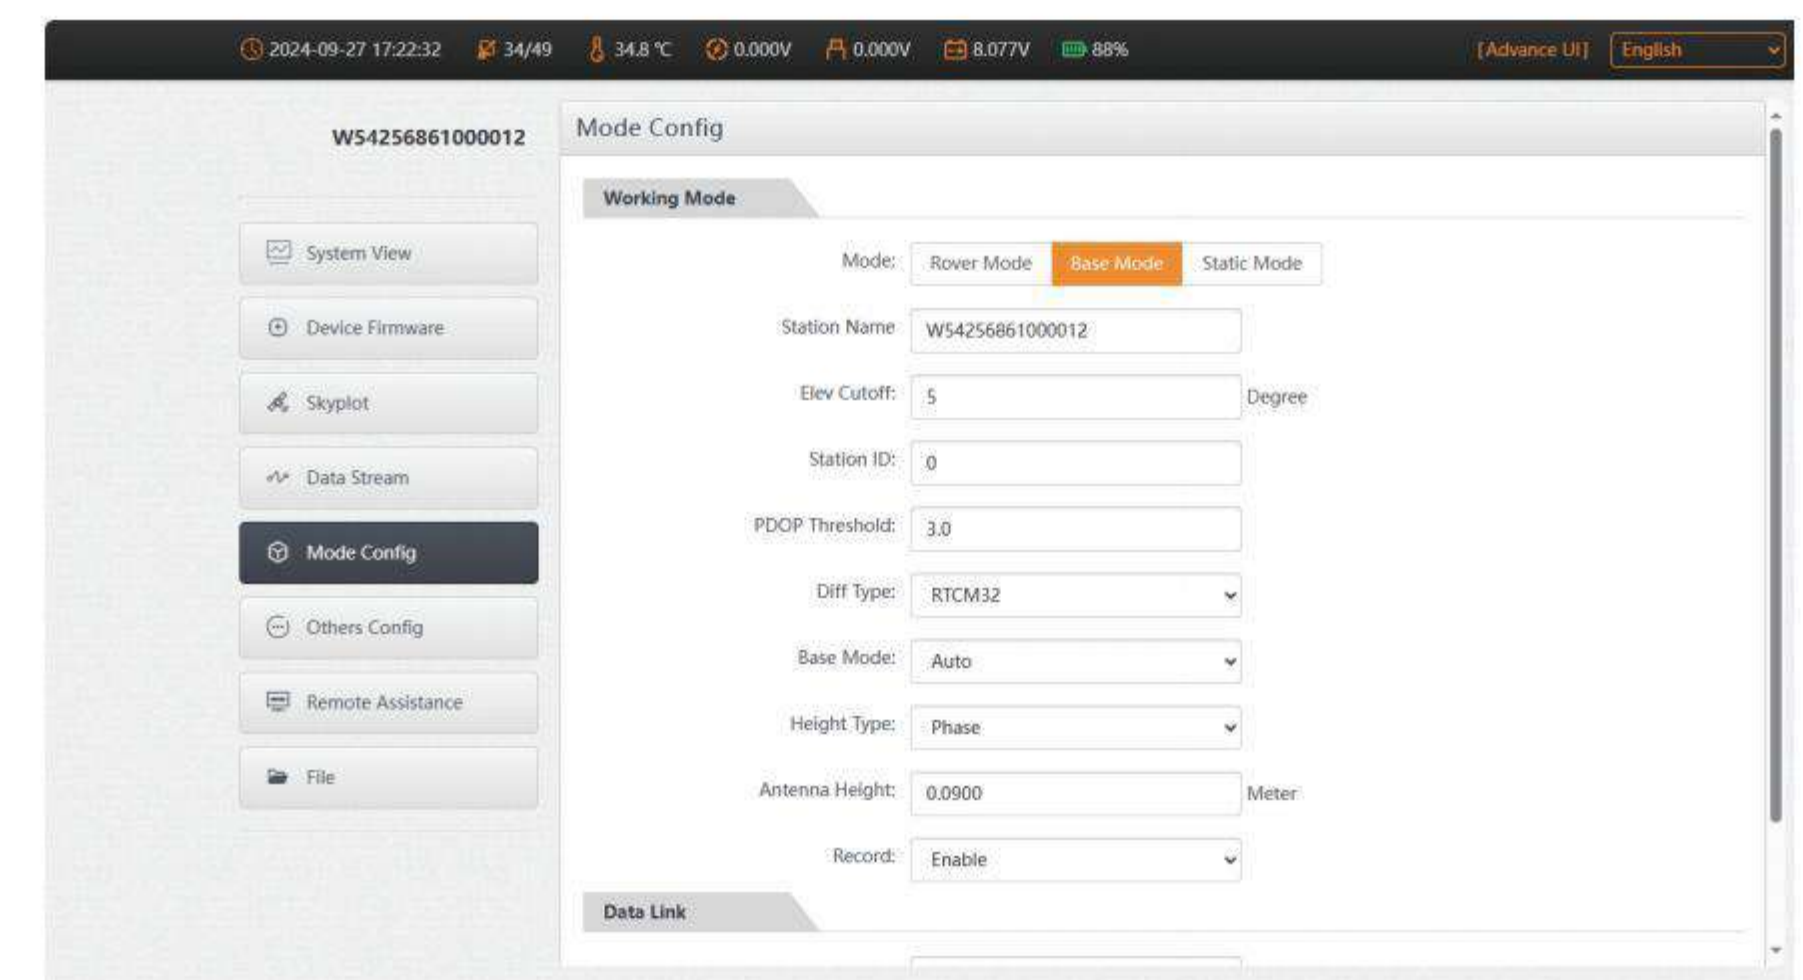 2024-09-27 17:22:32 34/49 34.8 ℃ 0.000V 0.000V 8.077V 88% [Advance UI] English
W54256861000012
System View
Device Firmware
Skyplot
Data Stream
Mode Config
Others Config
Remote Assistance
File
Mode Config
Working Mode
Mode: Rover Mode Base Mode Static Mode
Station Name W54256861000012
Elev Cutoff: 5 Degree
Station ID: 0
PDOP Threshold: 3.0
Diff Type: RTCM32
Base Mode: Auto
Height Type: Phase
Antenna Height: 0.0900 Meter
Record: Enable
Data Link